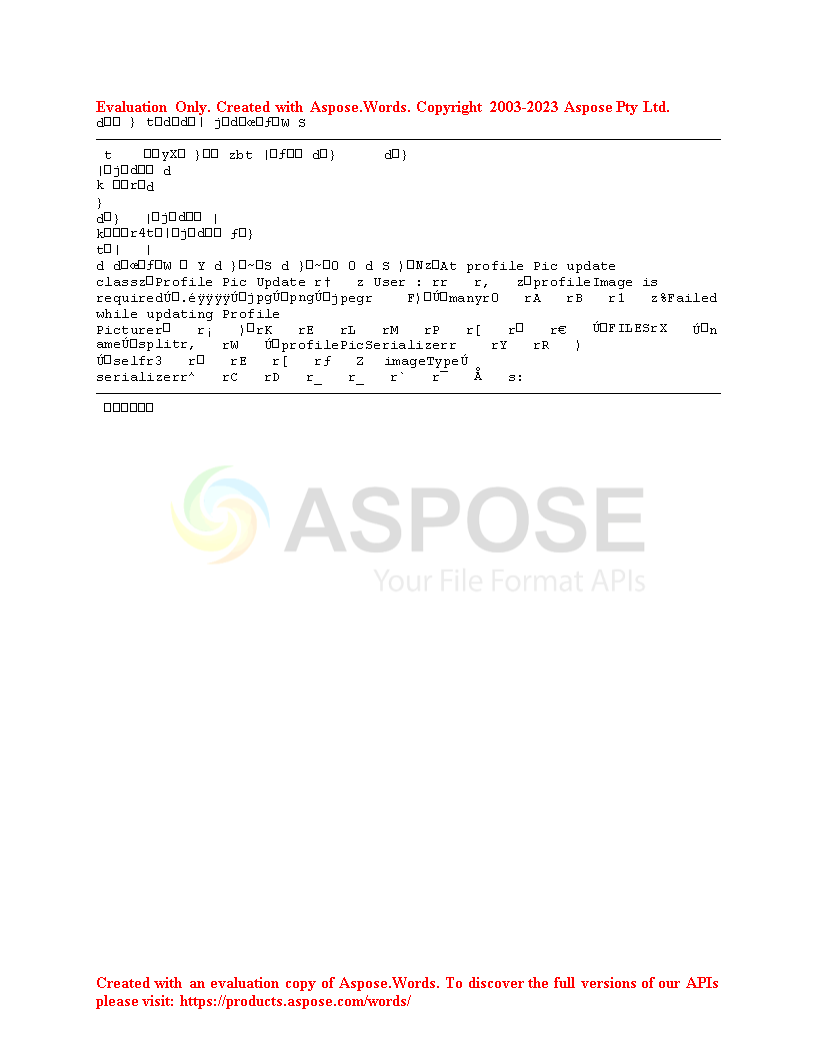 Evaluation Only. Created with Aspose.Words. Copyright 2003-2023 Aspose Pty Ltd.
d□□ } t□d□d□| j□d□œ□ƒ□W S
t □□yX□ }□□ zbt |□ƒ□□ d□} d□}
|□j□d□□ d
k □□r□d
}
d□} |□j□d□□ |
k□□□r4t□|□j□d□□ ƒ□}
t□| |
d d□œ□ƒ□W □ Y d }□~□S d }□~□0 0 d S )□Nz□At profile Pic update
classz□Profile Pic Update r† z User : rr r, z□profileImage is
requiredÚ□.éÿÿÿÿÚ□jpgÚ□pngÚ□jpegr F)□Ú□manyr0 rA rB r1 z%Failed
while updating Profile
Picturer□ r¡ )□rK rE rL rM rP r[ r□ r€ Ú□FILESrX Ú□n
ameÚ□splitr, rW Ú□profilePicSerializerr rY rR )
Ú□selfr3 r□ rE r[ rƒ Z imageTypeÚ
serializerr^ rC rD r_ r_ r` r¯ Å s:
□□□□□□
ASPOSE
Your File Format APIs
Created with an evaluation copy of Aspose.Words. To discover the full versions of our APIs
please visit: https://products.aspose.com/words/